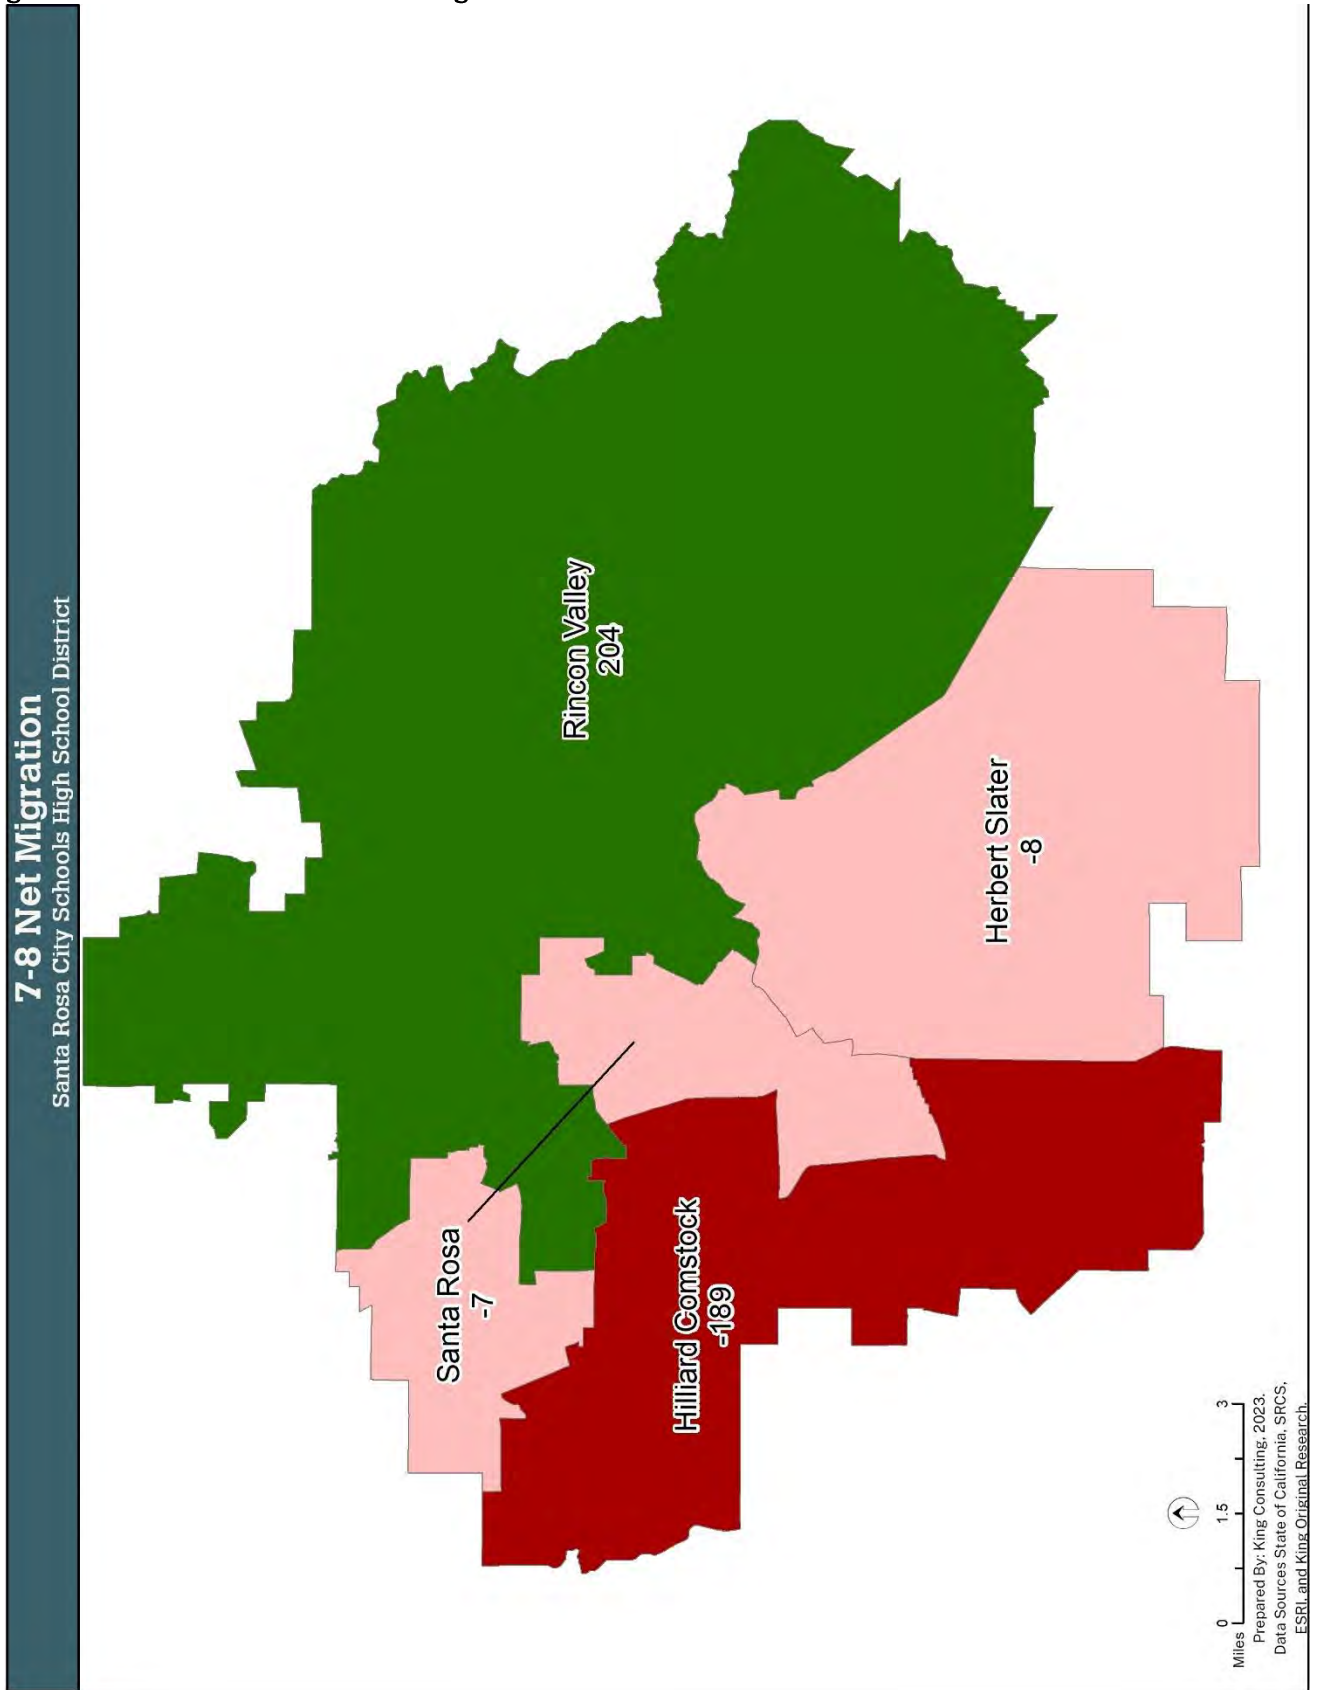 7-8 Net Migration
Santa Rosa City Schools High School District
Rincon Valley
204
Santa Rosa
-7
Herbert Slater
-8
Hilliard Comstock
-189
Miles
0 1.5 3
Prepared By: King Consulting, 2023.
Data Sources State of California, SRCS,
ESRI, and King Original Research.